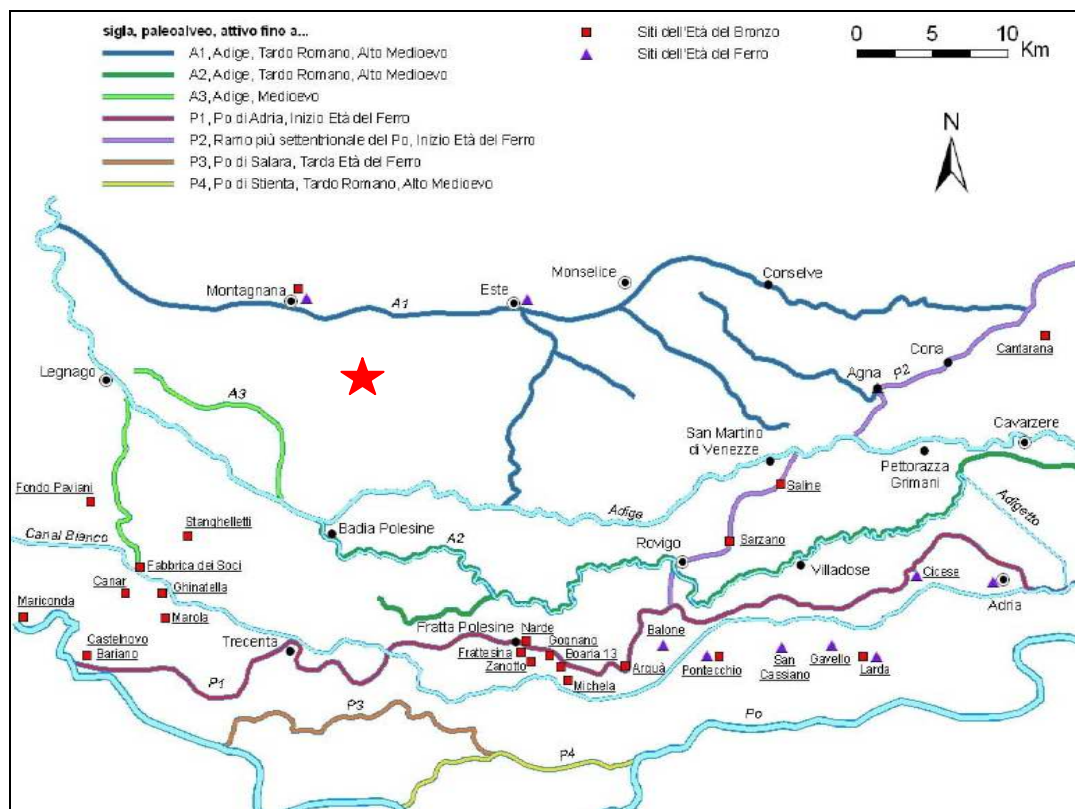 sigla, paleoalveo, attivo fino a...
A1, Adige, Tardo Romano, Alto Medioevo
A2, Adige, Tardo Romano, Alto Medioevo
A3, Adige, Medioevo
P1, Po di Adria, Inizio Età del Ferro
P2, Ramo più settentrionale del Po, Inizio Età del Ferro
P3, Po di Salara, Tarda Età del Ferro
P4, Po di Stienta, Tardo Romano, Alto Medioevo
Siti dell'Età del Bronzo
Siti dell'Età del Ferro
0 5 10
Km
N
Monselice
Conselve
Montagnana
Este
A1
Cantarana
Cona
P2
Agna
Legnago
A3
San Martino
di Venezze
Cavarzere
Pettorazza
Grimani
Fondo Paviani
Saline
Stanghelletti
Adige
Adigetto
Canal Bianco
Badia Polesine
A2
Rovigo
Sarzano
Villadose
Fabbrica dei Soci
Cicese
Canar
Ghinatella
Adria
Mariconda
Marola
Castelnovo
Bariano
Trecenta
Fratta Polesine
Narde
Gognano
Frattesina
Boaria 13
Zanotto
Michela
Arquà
Balone
Pontecchio
San
Cassiano
Gavello
Larda
P1
P3
Po
P4